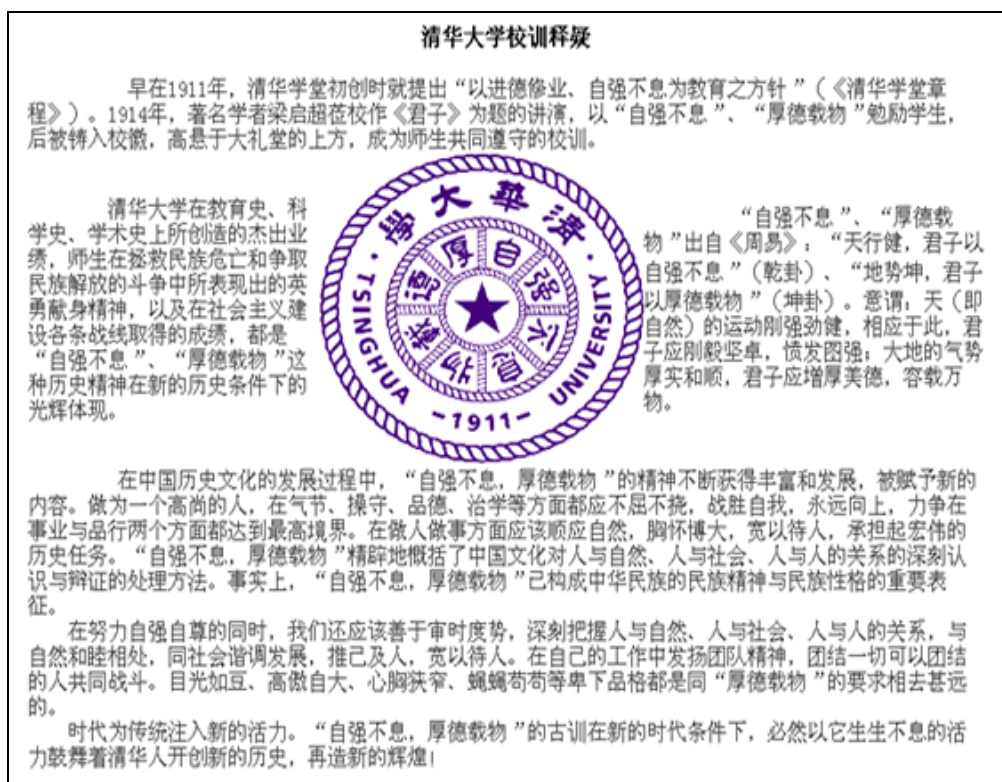 清华大学校训释疑
早在1911年，清华学堂初创时就提出“以进德修业、自强不息为教育之方针”（《清华学堂章
程》）。1914年，著名学者梁启超莅校作《君子》为题的讲演，以“自强不息”、“厚德载物”勉励学生，
后被铸入校徽，高悬于大礼堂的上方，成为师生共同遵守的校训。
清华大学在教育史、科
学史、学术史上所创造的杰出业
绩，师生在拯救民族危亡和争取
民族解放的斗争中所表现出的英
勇献身精神，以及在社会主义建
设各条战线取得的成绩，都是
“自强不息”、“厚德载物”这
种历史精神在新的历史条件下的
光辉体现。
學大華清
自强不息
厚德載物
·TSINGHUA UNIVERSITY·
-1911-
“自强不息”、“厚德载
物”出自《周易》：“天行健，君子以
自强不息”（乾卦）、“地势坤，君子
以厚德载物”（坤卦）。意谓：天（即
自然）的运动刚强劲健，相应于此，君
子应刚毅坚卓，愤发图强；大地的气势
厚实和顺，君子应增厚美德，容载万
物。
在中国历史文化的发展过程中，“自强不息，厚德载物”的精神不断获得丰富和发展，被赋予新的
内容。做为一个高尚的人，在气节、操守、品德、治学等方面都应不屈不挠，战胜自我，永远向上，力争在
事业与品行两个方面都达到最高境界。在做人做事方面应该顺应自然，胸怀博大，宽以待人，承担起宏伟的
历史任务。“自强不息，厚德载物”精辟地慨括了中国文化对人与自然、人与社会、人与人的关系的深刻认
识与辩证的处理方法。事实上，“自强不息，厚德载物”已构成中华民族的民族精神与民族性格的重要表
征。
在努力自强自尊的同时，我们还应该善于审时度势，深刻把握人与自然、人与社会、人与人的关系，与
自然和睦相处，同社会谐调发展，推己及人，宽以待人。在自己的工作中发扬团队精神，团结一切可以团结
的人共同战斗。目光如豆、高傲自大、心胸狭窄、蝇蝇苟苟等卑下品格都是同“厚德载物”的要求相去甚远
的。
时代为传统注入新的活力。“自强不息，厚德载物”的古训在新的时代条件下，必然以它生生不息的活
力鼓舞着清华人开创新的历史，再造新的辉煌！